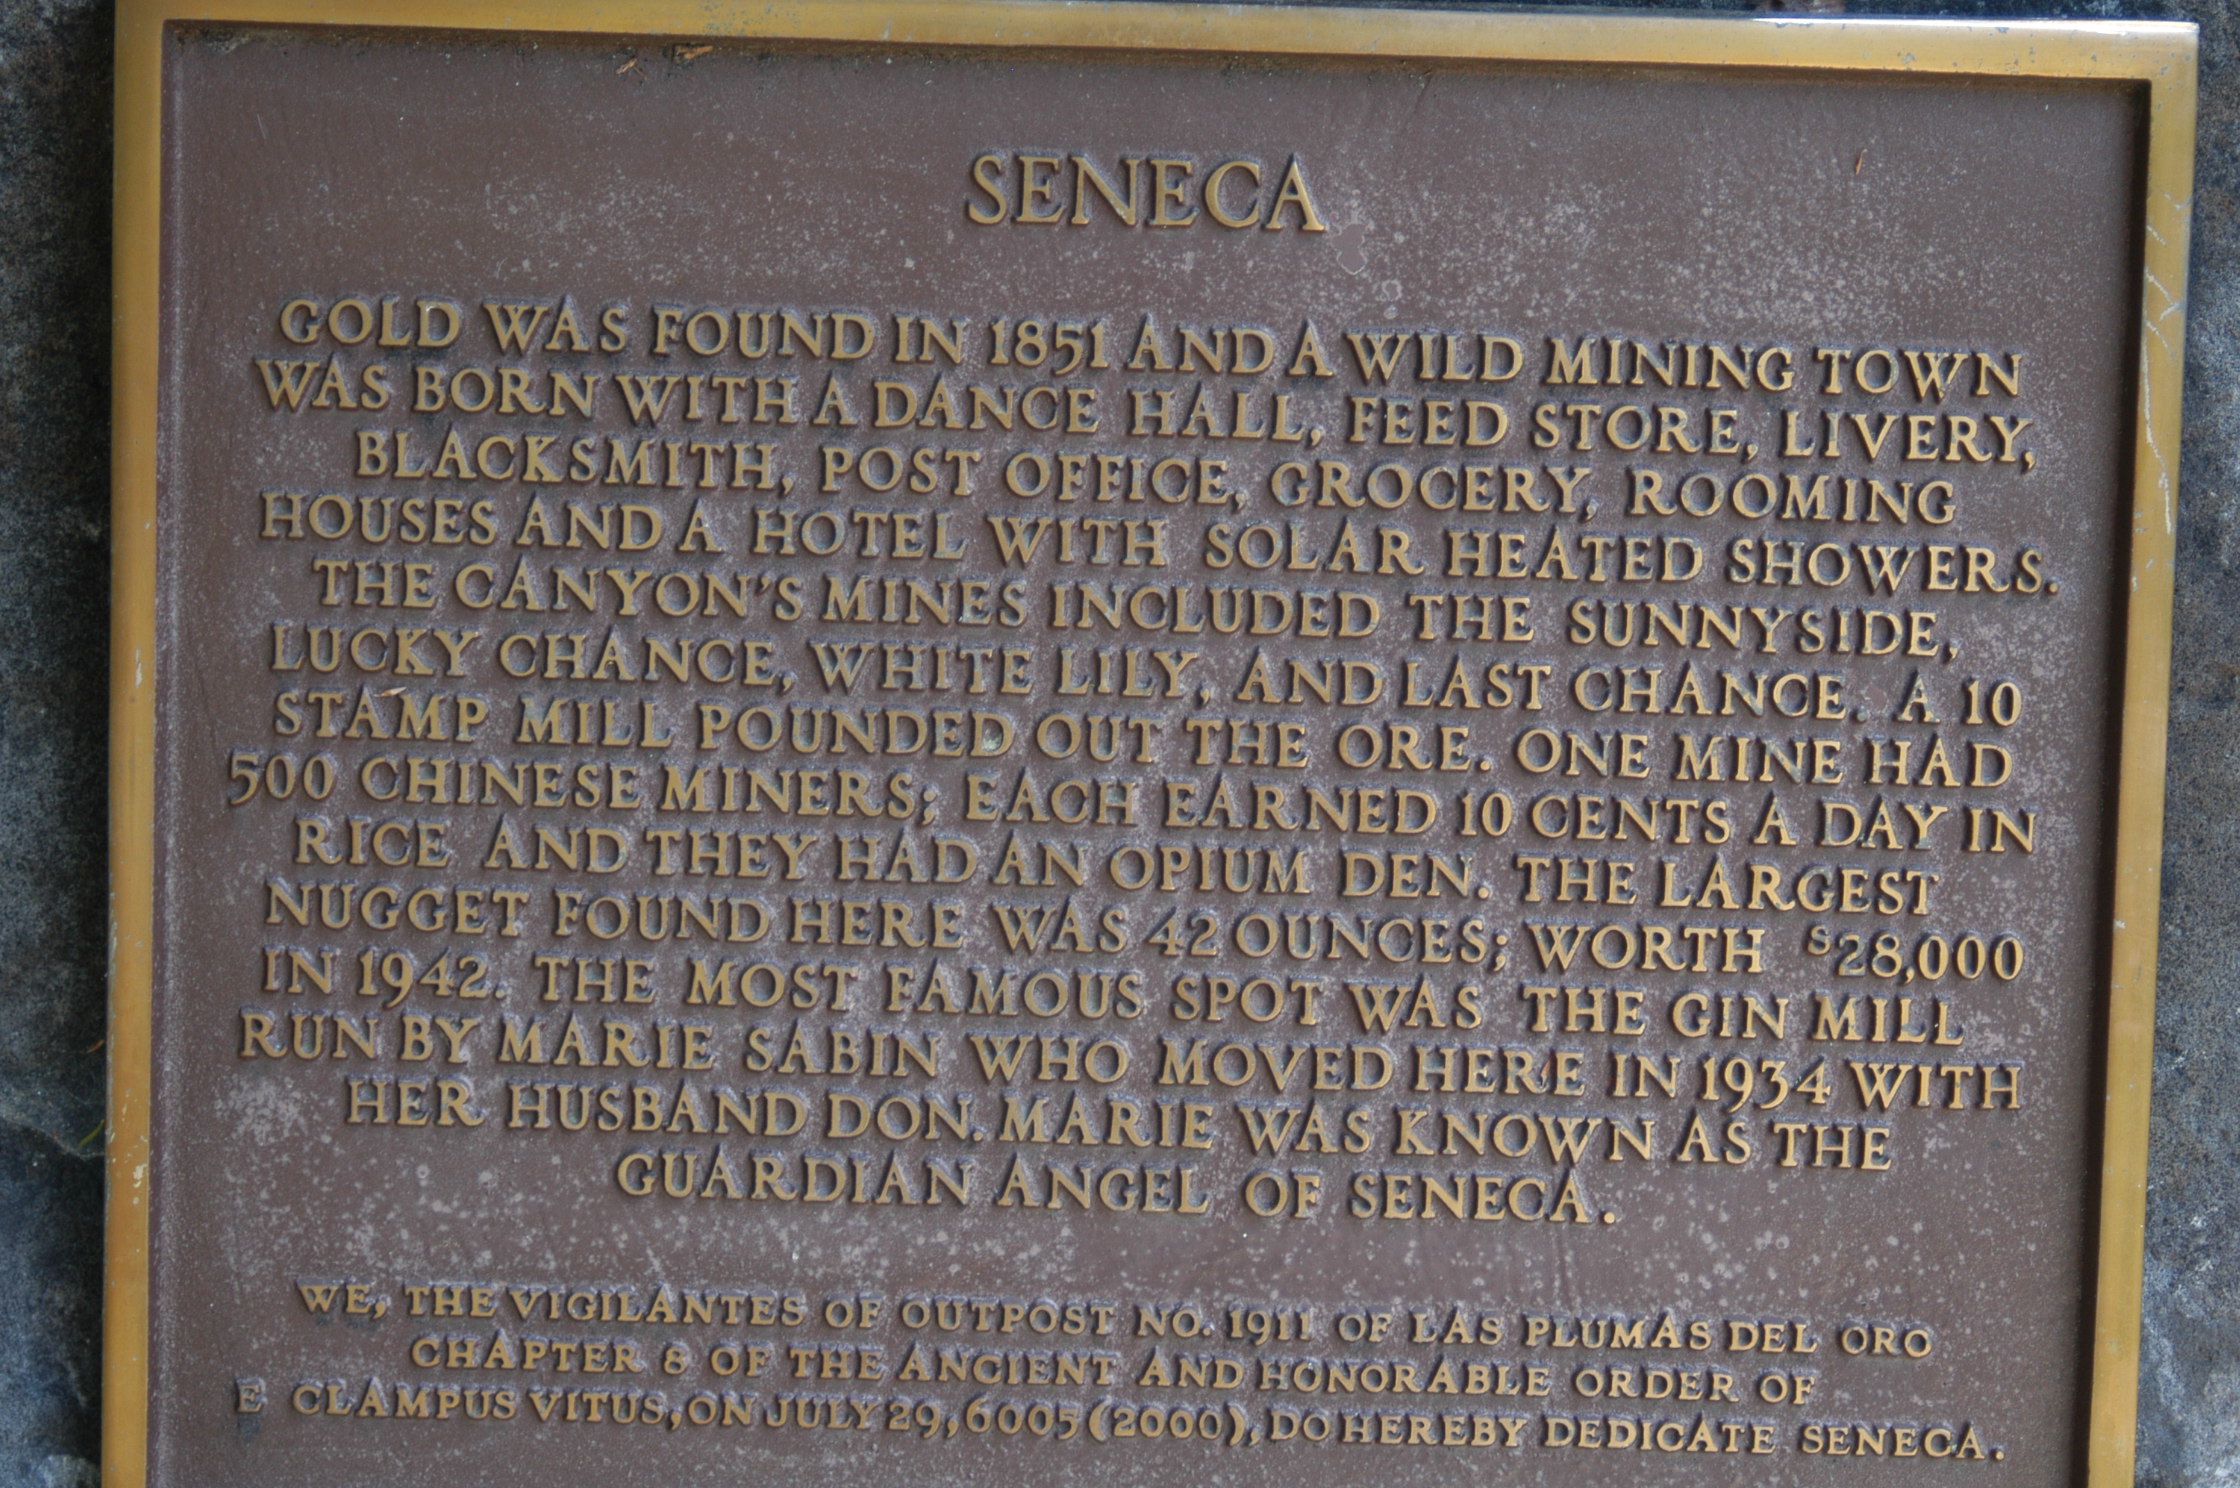 SENECA
GOLD WAS FOUND IN 1851 AND A WILD MINING TOWN
WAS BORN WITH A DANCE HALL, FEED STORE, LIVERY,
BLACKSMITH, POST OFFICE, GROCERY, ROOMING
HOUSES AND A HOTEL WITH SOLAR HEATED SHOWERS.
THE CANYON'S MINES INCLUDED THE SUNNYSIDE,
LUCKY CHANCE, WHITE LILY, AND LAST CHANCE. A 10
STAMP MILL POUNDED OUT THE ORE. ONE MINE HAD
500 CHINESE MINERS; EACH EARNED 10 CENTS A DAY IN
RICE AND THEY HAD AN OPIUM DEN. THE LARGEST
NUGGET FOUND HERE WAS 42 OUNCES; WORTH $28,000
IN 1942. THE MOST FAMOUS SPOT WAS THE GIN MILL
RUN BY MARIE SABIN WHO MOVED HERE IN 1934 WITH
HER HUSBAND DON. MARIE WAS KNOWN AS THE
GUARDIAN ANGEL OF SENECA.
WE, THE VIGILANTES OF OUTPOST NO. 1911 OF LAS PLUMAS DEL ORO
CHAPTER 8 OF THE ANCIENT AND HONORABLE ORDER OF
E CLAMPUS VITUS, ON JULY 29, 6005 (2000), DO HEREBY DEDICATE SENECA.